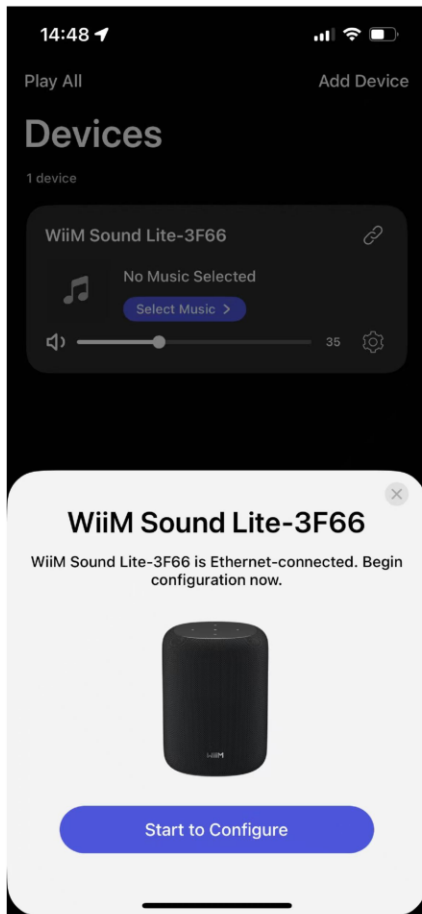 14:48
Play All
Add Device
Devices
1 device
WiiM Sound Lite-3F66
No Music Selected
Select Music >
35
WiiM Sound Lite-3F66
WiiM Sound Lite-3F66 is Ethernet-connected. Begin
configuration now.
WiiM
Start to Configure